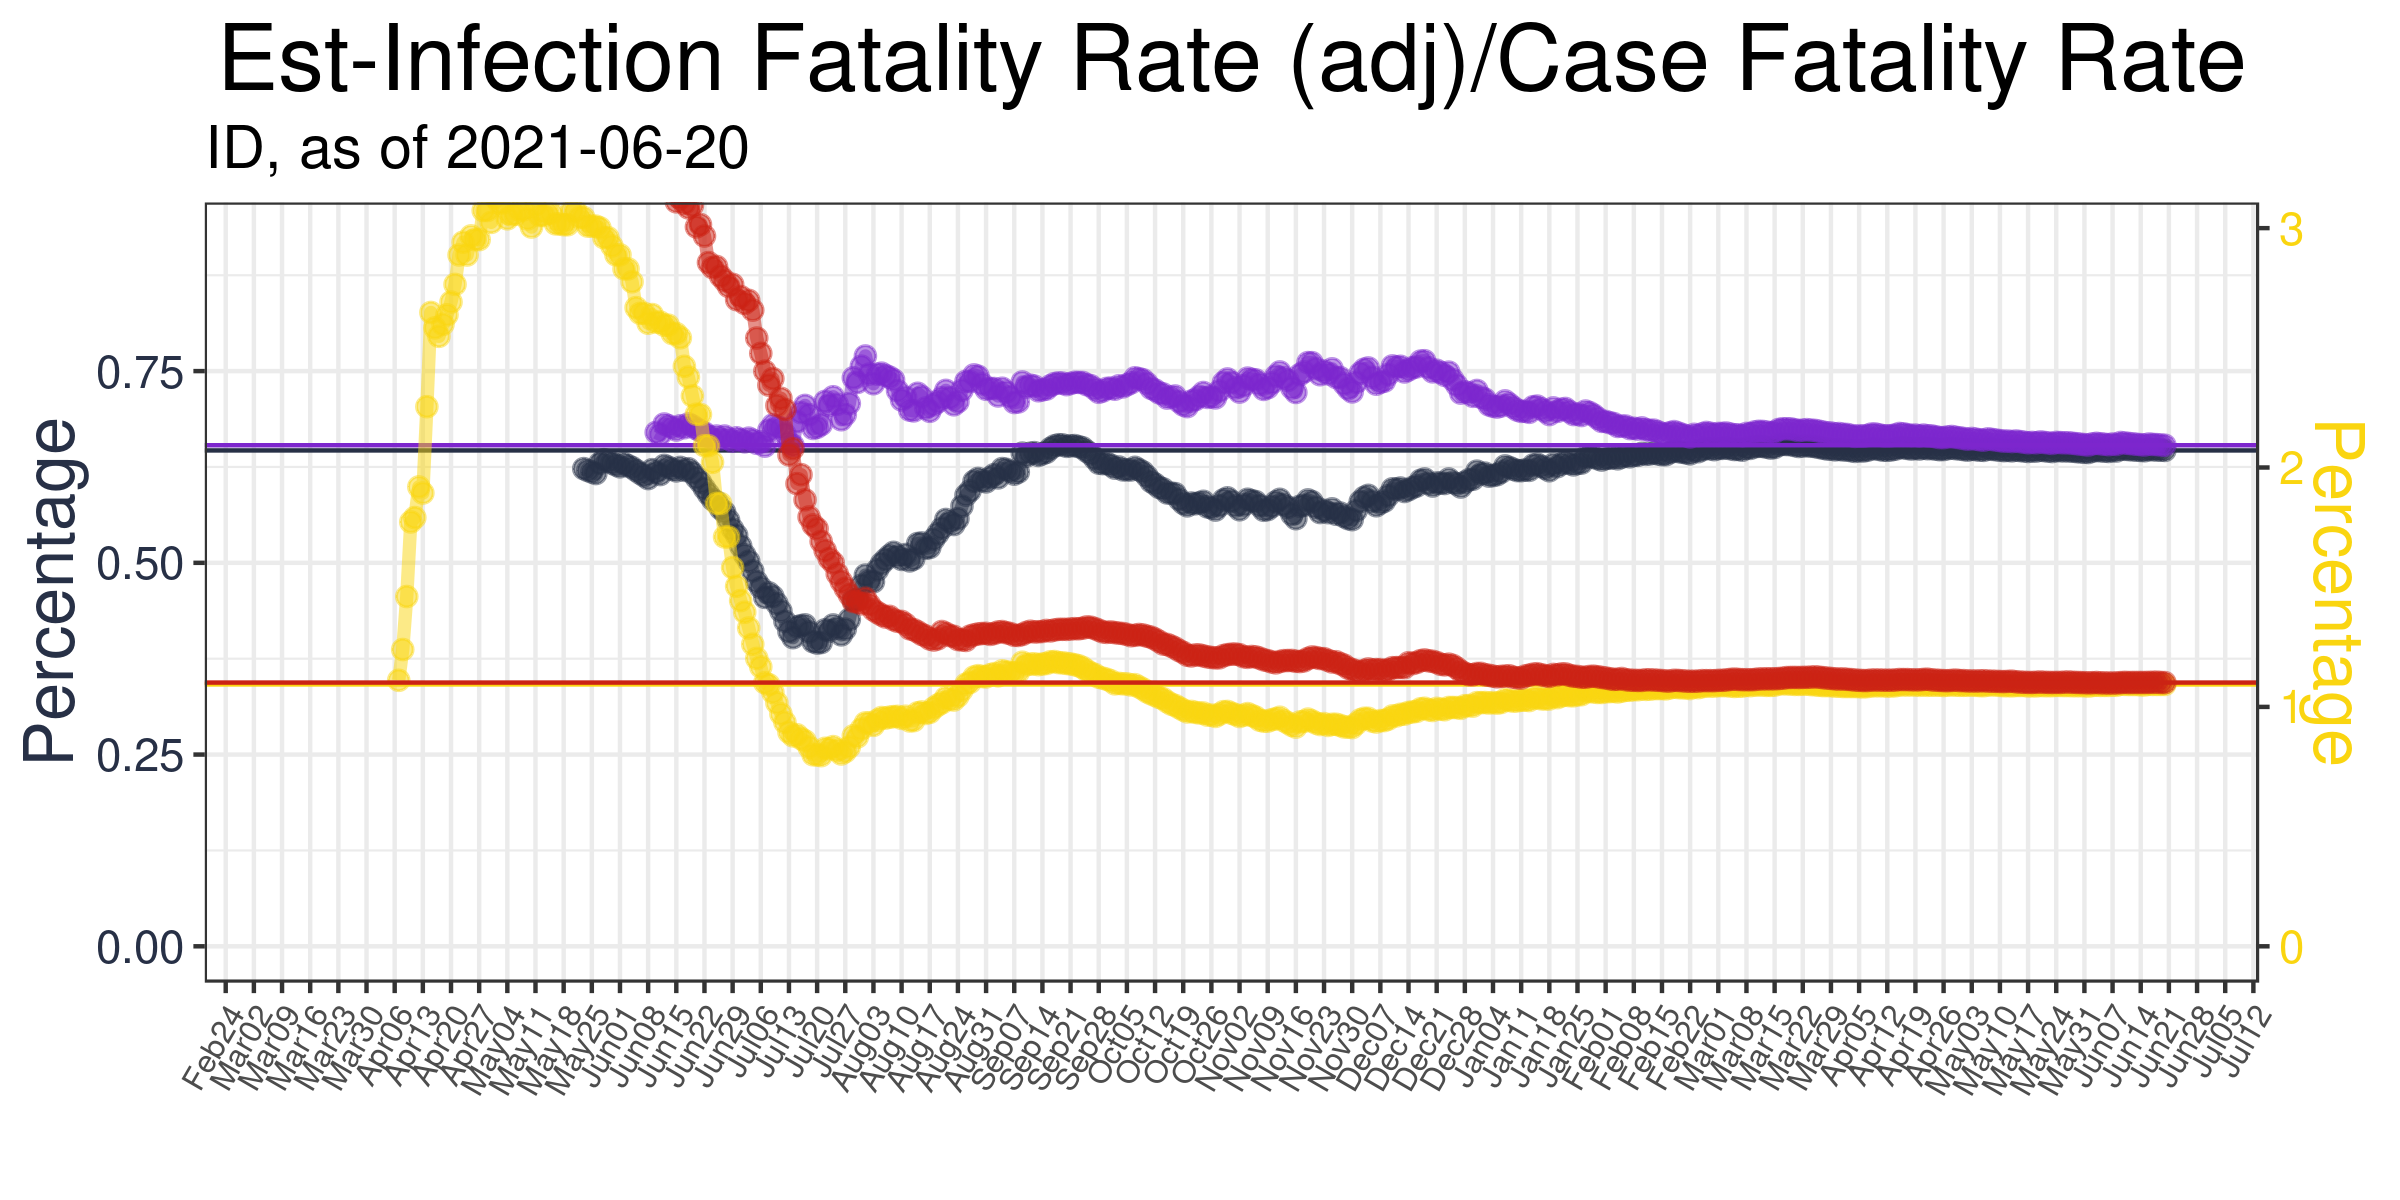 Est-Infection Fatality Rate (adj)/Case Fatality Rate
ID, as of 2021-06-20
Percentage
0.75
0.50
0.25
0.00
3
2
1
0
Percentage
Feb24
Mar02
Mar09
Mar16
Mar23
Mar30
Apr06
Apr13
Apr20
Apr27
May04
May11
May18
May25
Jun01
Jun08
Jun15
Jun22
Jun29
Jul06
Jul13
Jul20
Jul27
Aug03
Aug10
Aug17
Aug24
Aug31
Sep07
Sep14
Sep21
Sep28
Oct05
Oct12
Oct19
Oct26
Nov02
Nov09
Nov16
Nov23
Nov30
Dec07
Dec14
Dec21
Dec28
Jan04
Jan11
Jan18
Jan25
Feb01
Feb08
Feb15
Feb22
Mar01
Mar08
Mar15
Mar22
Mar29
Apr05
Apr12
Apr19
Apr26
May03
May10
May17
May24
May31
Jun07
Jun14
Jun21
Jun28
Jul05
Jul12